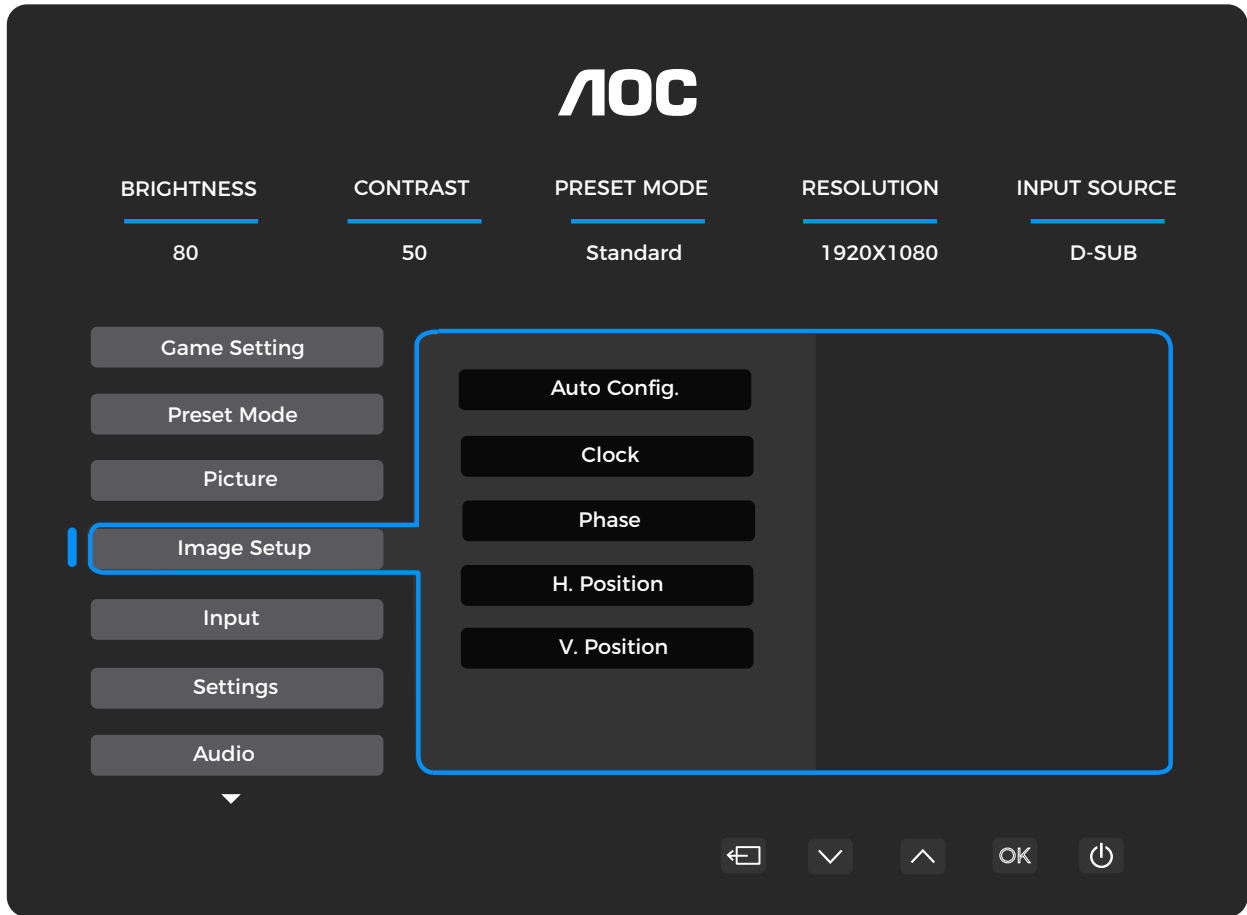 AOC
BRIGHTNESS CONTRAST PRESET MODE RESOLUTION INPUT SOURCE
80 50 Standard 1920X1080 D-SUB
Game Setting
Preset Mode
Picture
Image Setup
Input
Settings
Audio
Auto Config.
Clock
Phase
H. Position
V. Position
OK